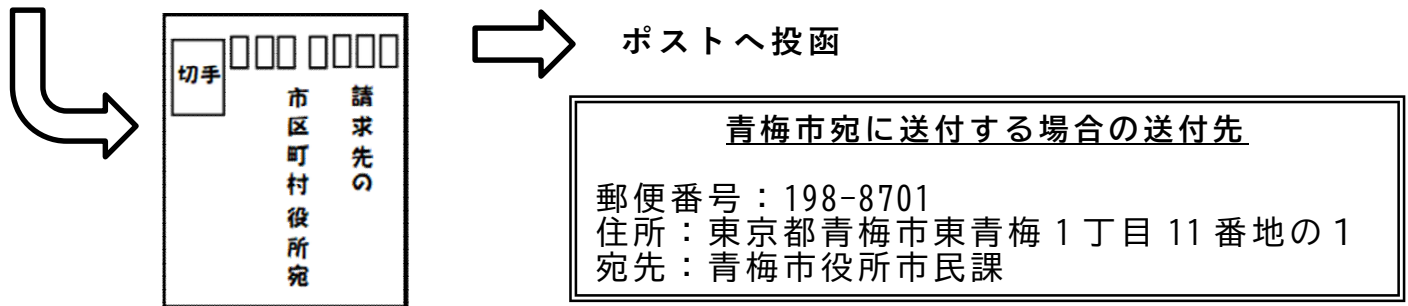 切手
請求先の
市区町村役所宛
ポストへ投函
青梅市宛に送付する場合の送付先
郵便番号：198-8701
住所：東京都青梅市東青梅1丁目11番地の1
宛先：青梅市役所市民課